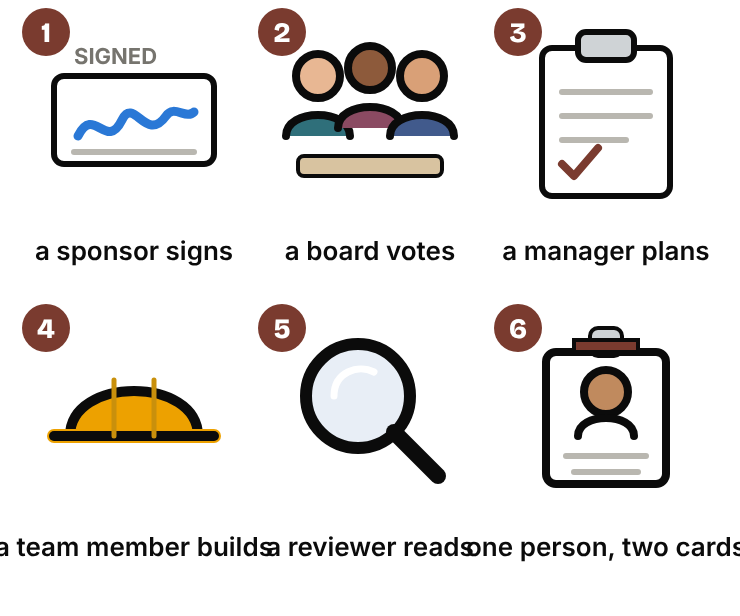 1
SIGNED
a sponsor signs
2
a board votes
3
a manager plans
4
a team member builds
5
a reviewer reads
6
one person, two cards